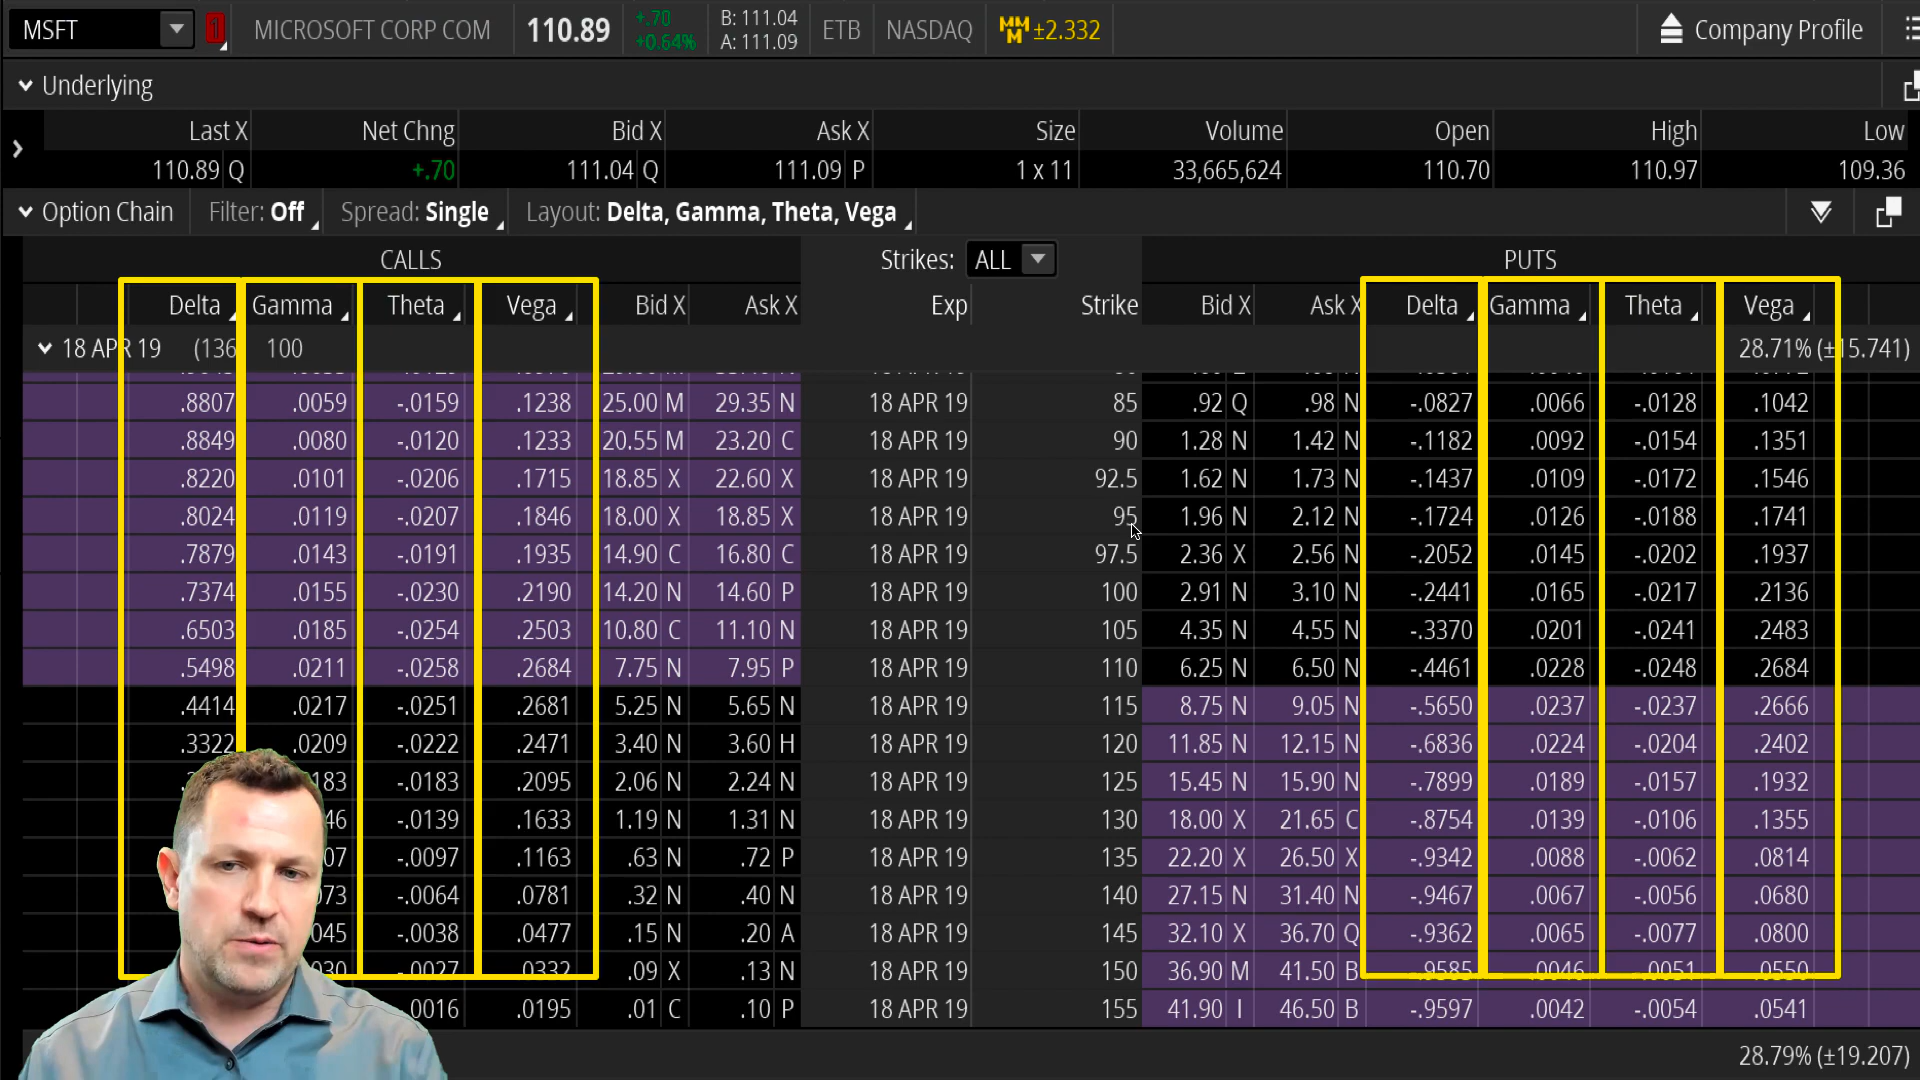 MSFT 1 MICROSOFT CORP COM 110.89 +.70 +0.64% B: 111.04 A: 111.09 ETB NASDAQ MMM ±2.332 Company Profile
Underlying
Last X Net Chng Bid X Ask X Size Volume Open High Low
110.89 Q +.70 111.04 Q 111.09 P 1 x 11 33,665,624 110.70 110.97 109.36
Option Chain Filter: Off Spread: Single Layout: Delta, Gamma, Theta, Vega
CALLS Strikes: ALL PUTS
Delta Gamma Theta Vega Bid X Ask X Exp Strike Bid X Ask X Delta Gamma Theta Vega
18 APR 19 (136 100 28.71% (±15.741)
.8807 .0059 -.0159 .1238 25.00 M 29.35 N 18 APR 19 85 .92 Q .98 N -.0827 .0066 -.0128 .1042
.8849 .0080 -.0120 .1233 20.55 M 23.20 C 18 APR 19 90 1.28 N 1.42 N -.1182 .0092 -.0154 .1351
.8220 .0101 -.0206 .1715 18.85 X 22.60 X 18 APR 19 92.5 1.62 N 1.73 N -.1437 .0109 -.0172 .1546
.8024 .0119 -.0207 .1846 18.00 X 18.85 X 18 APR 19 95 1.96 N 2.12 N -.1724 .0126 -.0188 .1741
.7879 .0143 -.0191 .1935 14.90 C 16.80 C 18 APR 19 97.5 2.36 X 2.56 N -.2052 .0145 -.0202 .1937
.7374 .0155 -.0230 .2190 14.20 N 14.60 P 18 APR 19 100 2.91 N 3.10 N -.2441 .0165 -.0217 .2136
.6503 .0185 -.0254 .2503 10.80 C 11.10 N 18 APR 19 105 4.35 N 4.55 N -.3370 .0201 -.0241 .2483
.5498 .0211 -.0258 .2684 7.75 N 7.95 P 18 APR 19 110 6.25 N 6.50 N -.4461 .0228 -.0248 .2684
.4414 .0217 -.0251 .2681 5.25 N 5.65 N 18 APR 19 115 8.75 N 9.05 N -.5650 .0237 -.0237 .2666
.3322 .0209 -.0222 .2471 3.40 N 3.60 H 18 APR 19 120 11.85 N 12.15 N -.6836 .0224 -.0204 .2402
183 -.0183 .2095 2.06 N 2.24 N 18 APR 19 125 15.45 N 15.90 N -.7899 .0189 -.0157 .1932
46 -.0139 .1633 1.19 N 1.31 N 18 APR 19 130 18.00 X 21.65 C -.8754 .0139 -.0106 .1355
07 -.0097 .1163 .63 N .72 P 18 APR 19 135 22.20 X 26.50 X -.9342 .0088 -.0062 .0814
073 -.0064 .0781 .32 N .40 N 18 APR 19 140 27.15 N 31.40 N -.9467 .0067 -.0056 .0680
045 -.0038 .0477 .15 N .20 A 18 APR 19 145 32.10 X 36.70 Q -.9362 .0065 -.0077 .0800
030 -.0027 .0332 .09 X .13 N 18 APR 19 150 36.90 M 41.50 B -.9585 .0046 -.0051 .0550
.0016 .0195 .01 C .10 P 18 APR 19 155 41.90 I 46.50 B -.9597 .0042 -.0054 .0541
28.79% (±19.207)